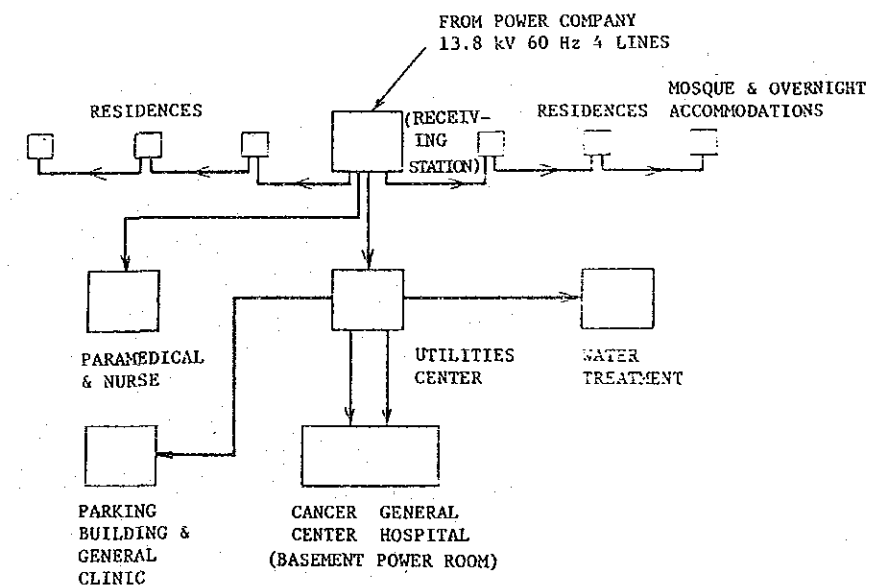 FROM POWER COMPANY
13.8 kV 60 Hz 4 LINES
MOSQUE & OVERNIGHT
ACCOMMODATIONS
RESIDENCES
(RECEIV-
ING
STATION)
RESIDENCES
PARAMEDICAL
& NURSE
UTILITIES
CENTER
WATER
TREATMENT
PARKING
BUILDING &
GENERAL
CLINIC
CANCER GENERAL
CENTER HOSPITAL
(BASEMENT POWER ROOM)